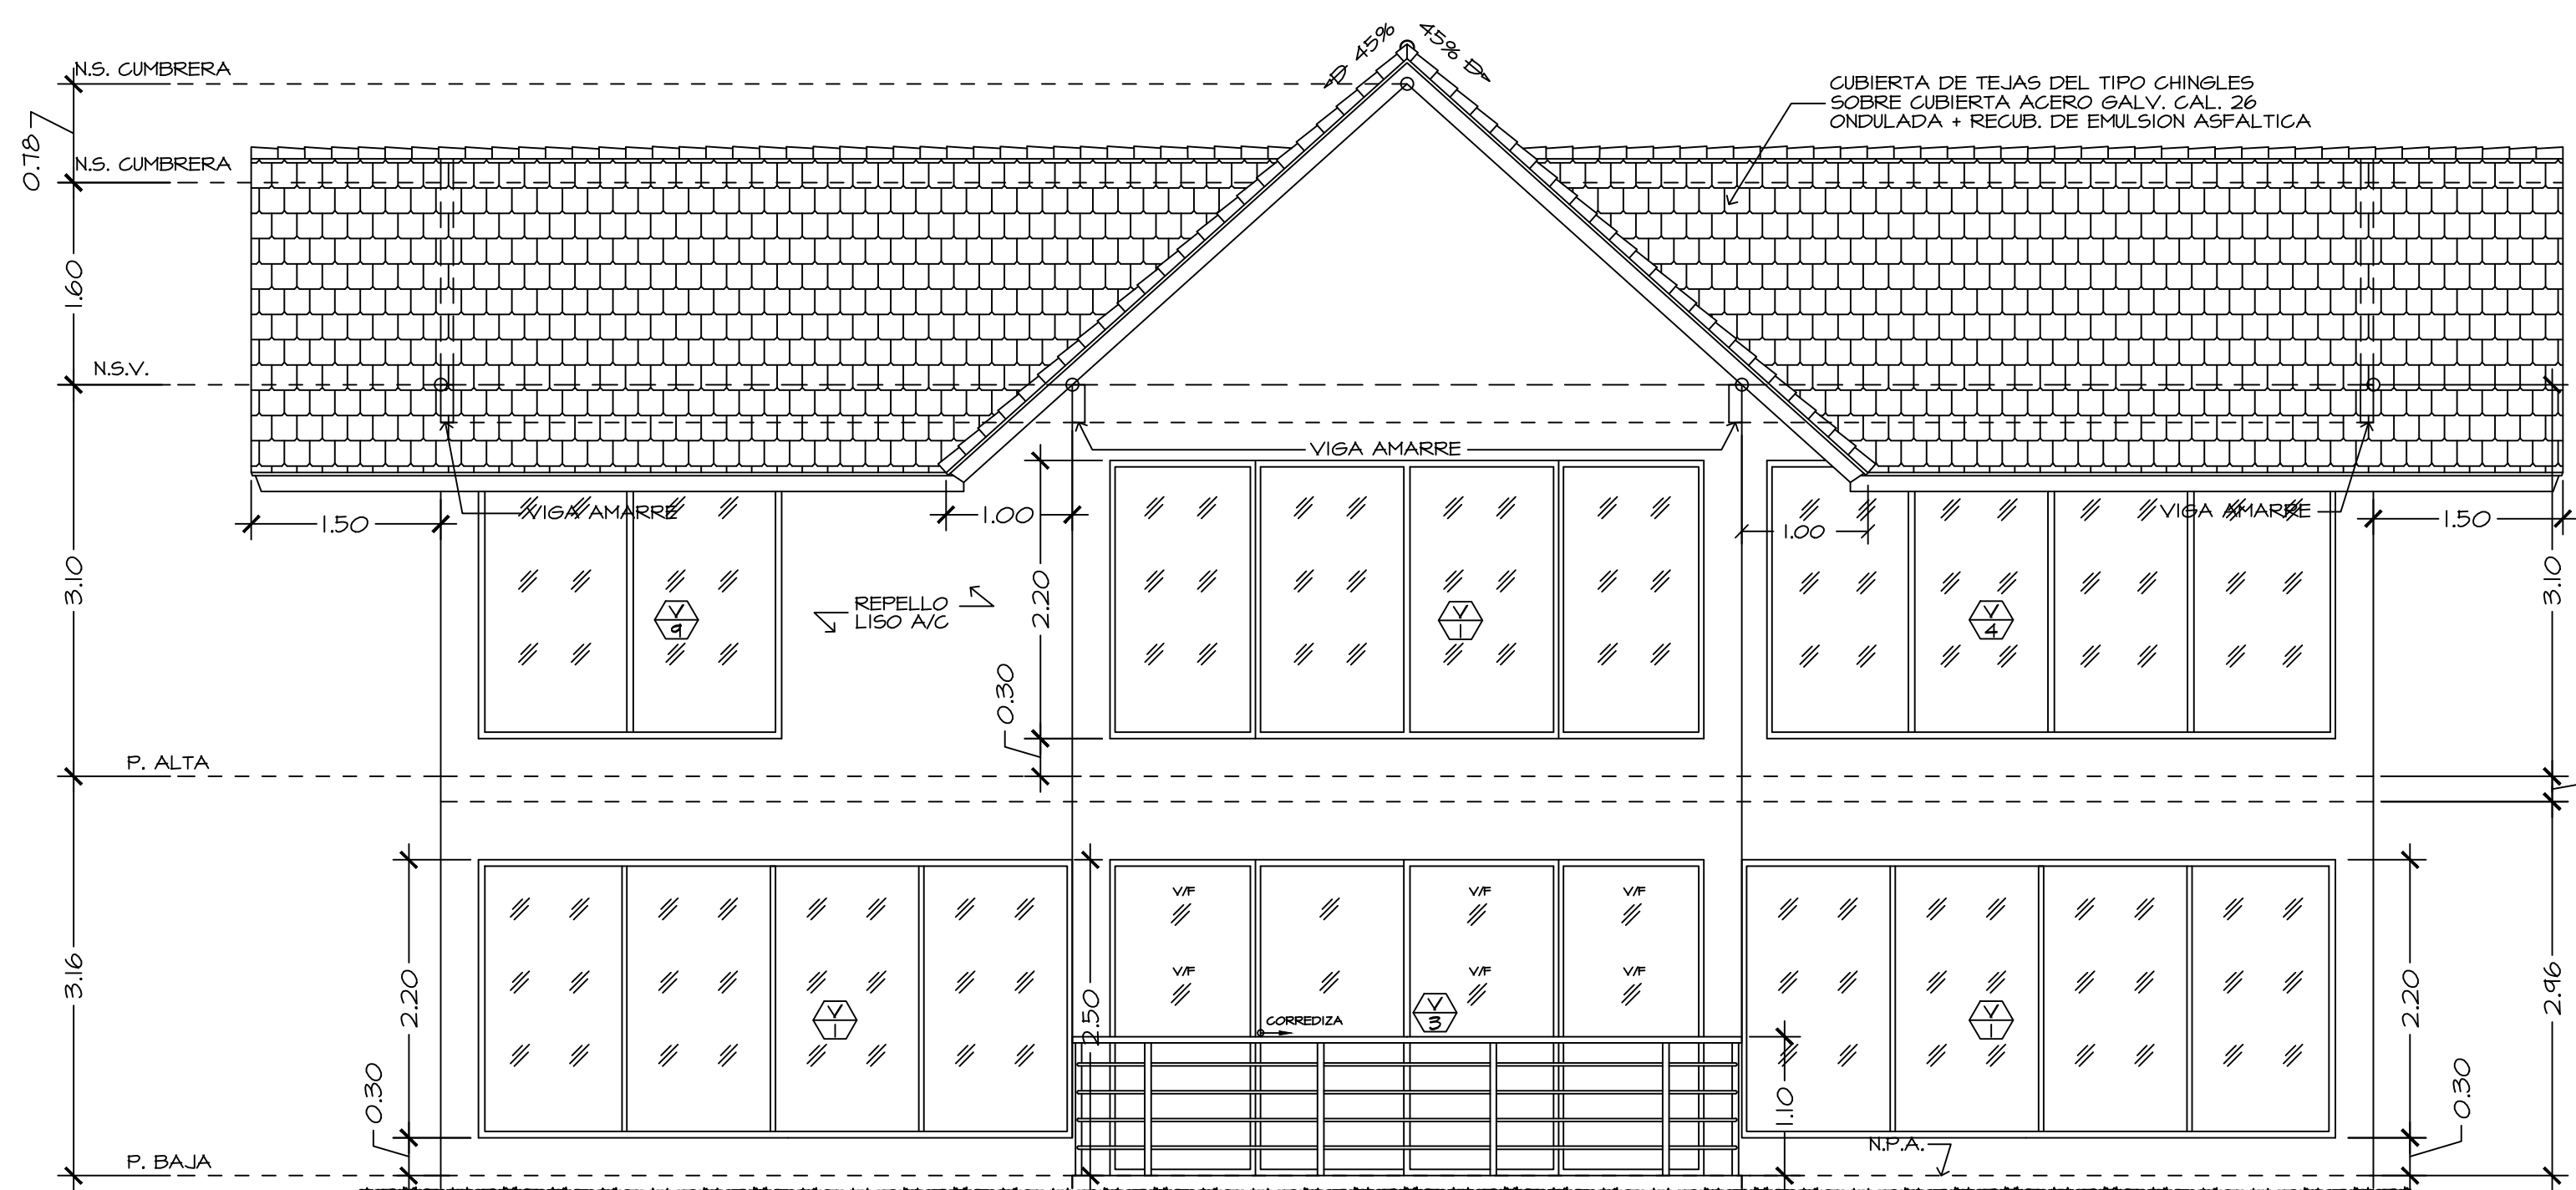 45%
45%
N.S. CUMBRERA
CUBIERTA DE TEJAS DEL TIPO CHINGLES
SOBRE CUBIERTA ACERO GALV. CAL. 26
ONDULADA + RECUB. DE EMULSION ASFALTICA
0.78
N.S. CUMBRERA
1.60
N.S.V.
VIGA AMARRE
VIGA AMARRE
VIGA AMARRE
1.50
1.00
1.00
1.50
3.10
2.20
3.10
REPELLO
LISO A/C
V
9
V
1
V
4
0.30
P. ALTA
V/F
V/F
V/F
V/F
V/F
V/F
3.16
2.20
2.50
2.20
2.96
V
1
CORREDIZA
V
3
V
1
0.30
1.10
0.30
N.P.A.
P. BAJA